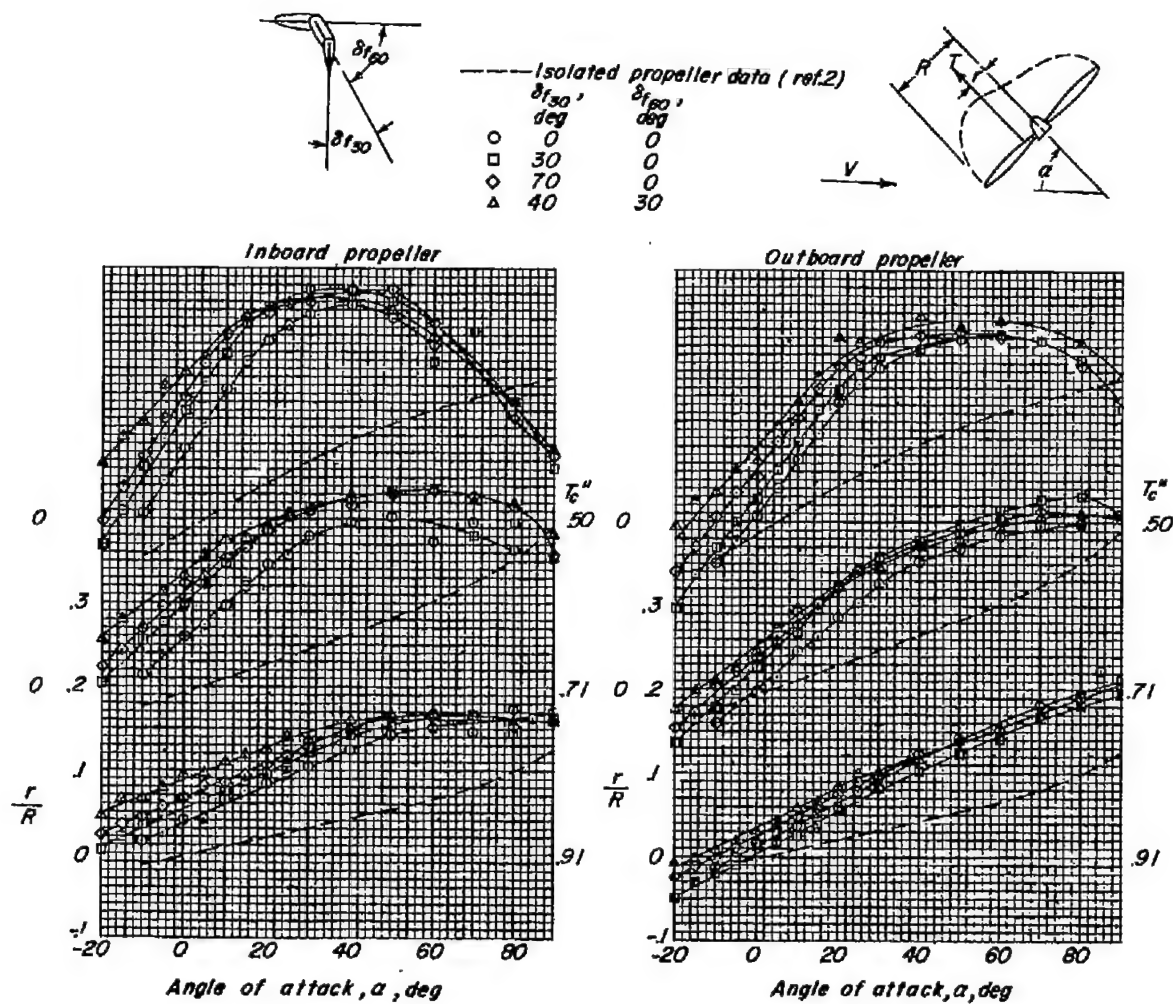 δf60
δf30
Isolated propeller data (ref.2)
δf30, δf60,
deg deg
○ 0 0
□ 30 0
◇ 70 0
△ 40 30
R
T
r
V
α
Inboard propeller
Outboard propeller
Tc"
Tc"
0
.50
0
.50
.3
.3
0 .2
.71
0 .2
.71
.1
.1
r/R
r/R
0
.91
0
.91
-.1
-.1
-20 0 20 40 60 80
-20 0 20 40 60 80
Angle of attack, α, deg
Angle of attack, α, deg